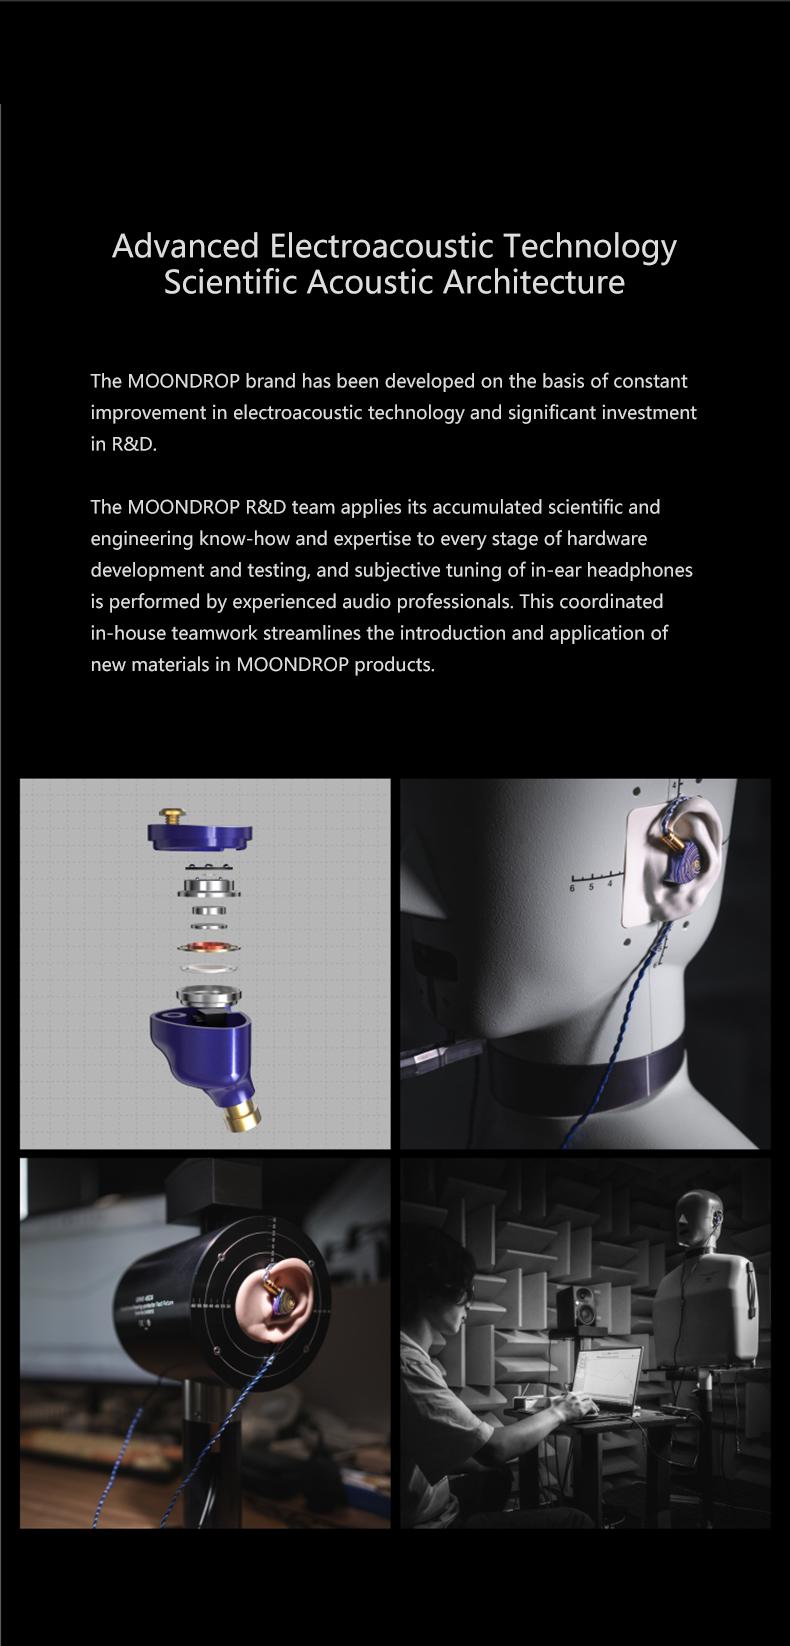 Advanced Electroacoustic Technology
Scientific Acoustic Architecture
The MOONDROP brand has been developed on the basis of constant
improvement in electroacoustic technology and significant investment
in R&D.
The MOONDROP R&D team applies its accumulated scientific and
engineering know-how and expertise to every stage of hardware
development and testing, and subjective tuning of in-ear headphones
is performed by experienced audio professionals. This coordinated
in-house teamwork streamlines the introduction and application of
new materials in MOONDROP products.
4
6 5 4